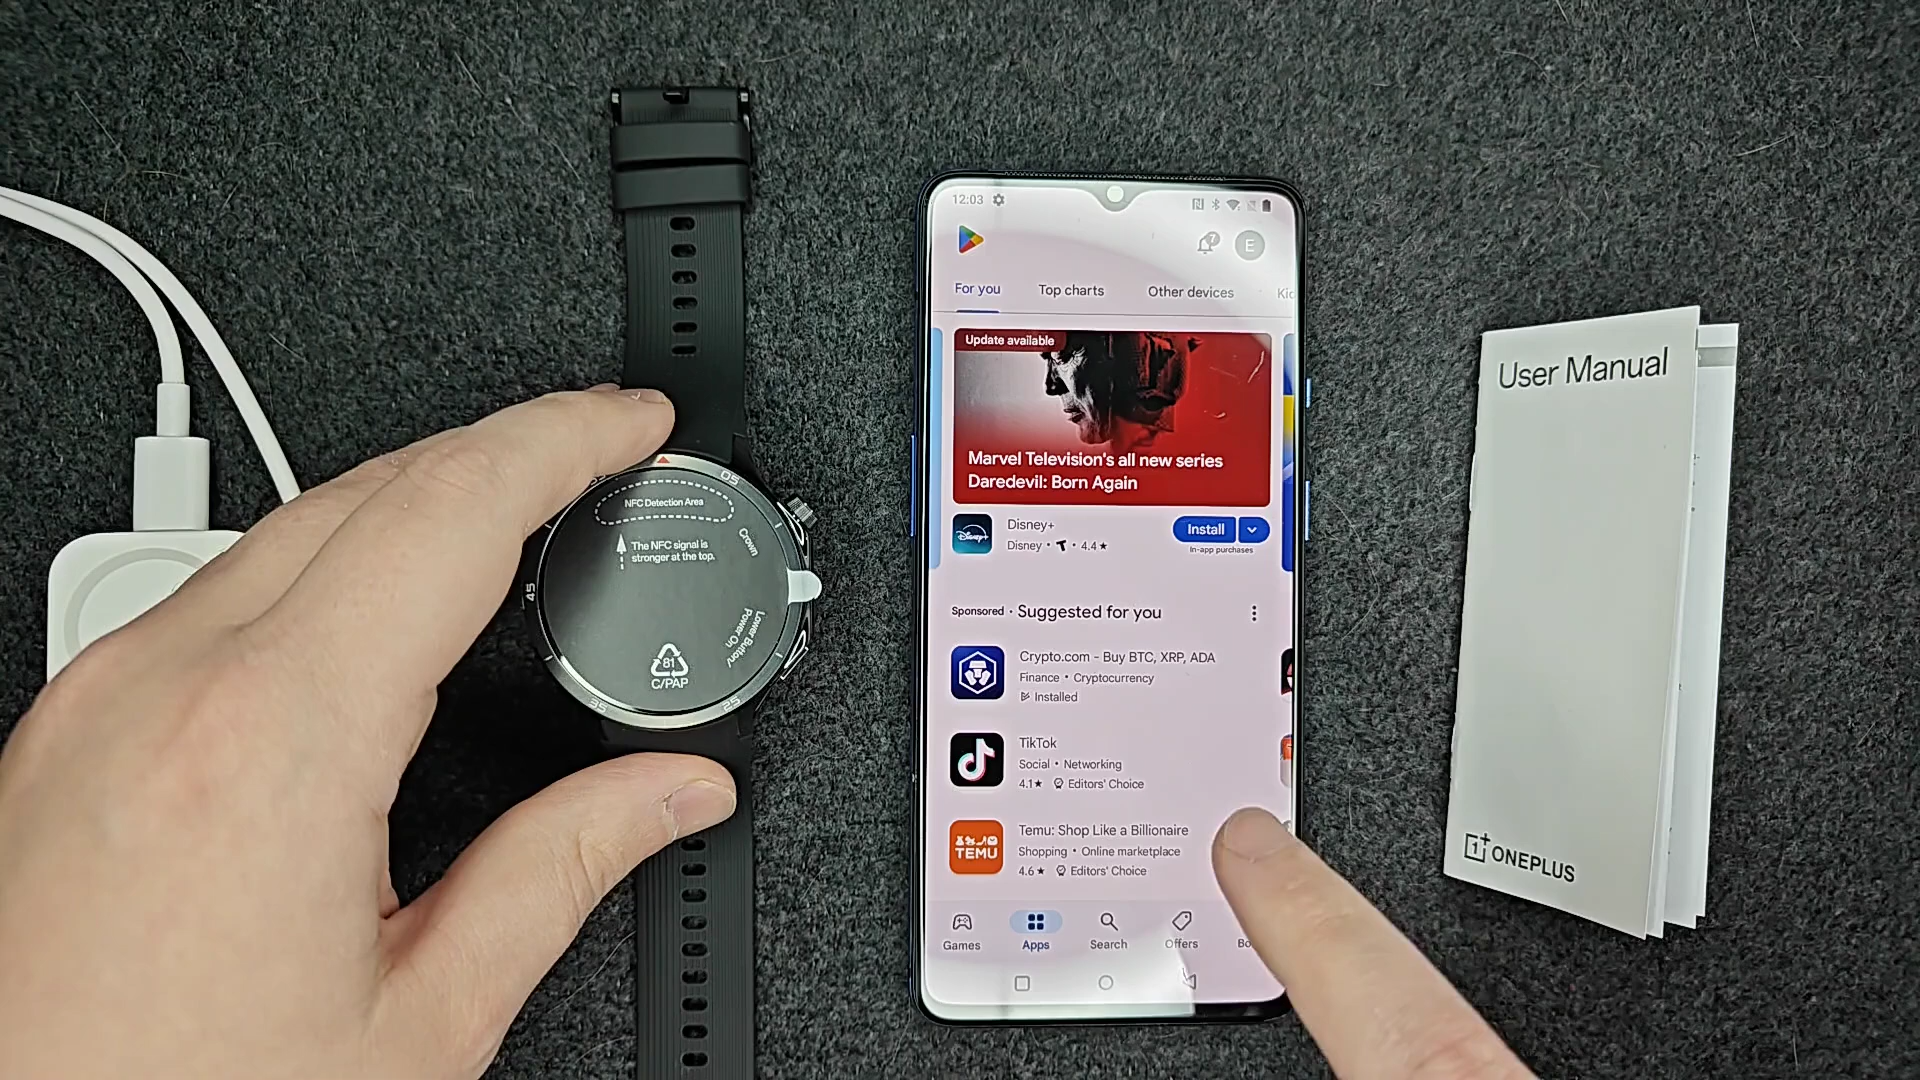 NFC Detection Area
The NFC signal is
stronger at the top.
Crown
Lower Button/
Power On
81
C/PAP
05
25
35
45
12:03
7
E
For you
Top charts
Other devices
Update available
Marvel Television's all new series
Daredevil: Born Again
Disney+
Disney • T • 4.4★
Install
In-app purchases
Sponsored • Suggested for you
Crypto.com - Buy BTC, XRP, ADA
Finance • Cryptocurrency
Installed
TikTok
Social • Networking
4.1★ Editors' Choice
TEMU
Temu: Shop Like a Billionaire
Shopping • Online marketplace
4.6★ Editors' Choice
Games
Apps
Search
Offers
User Manual
ONEPLUS